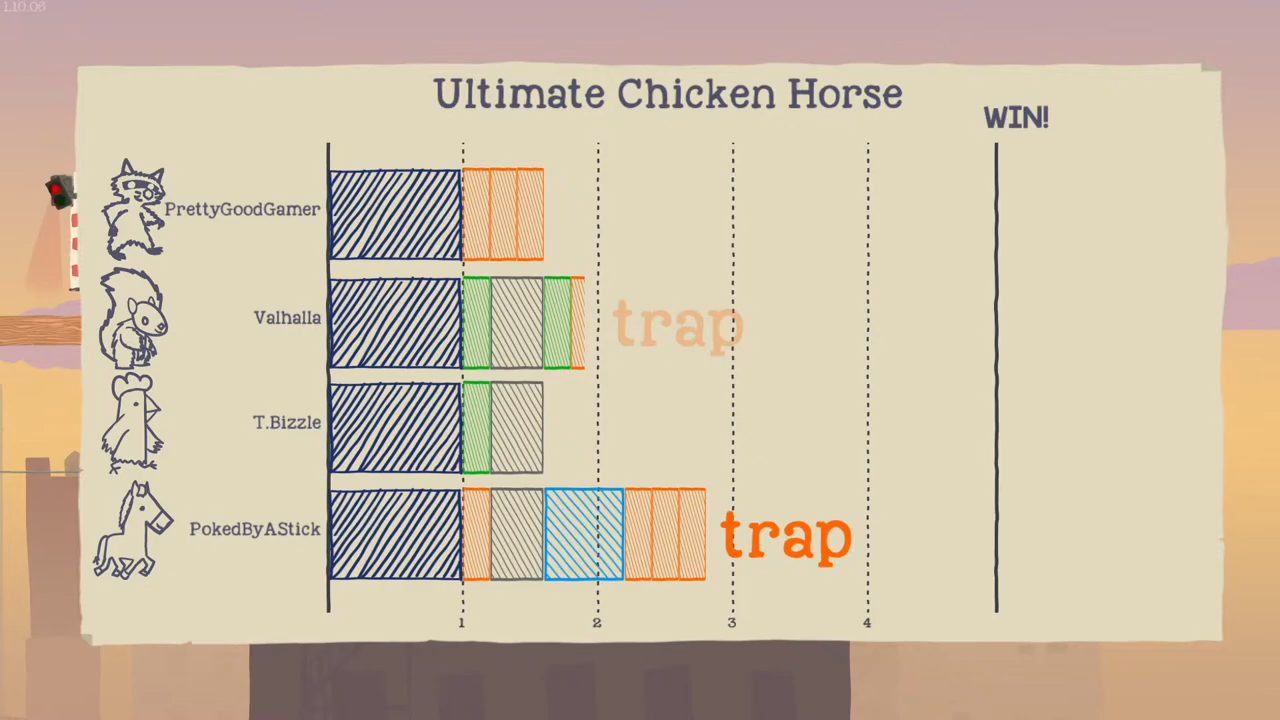 1.10.06
Ultimate Chicken Horse
WIN!
PrettyGoodGamer
Valhalla
trap
T.Bizzle
PokedByAStick
trap
1 2 3 4